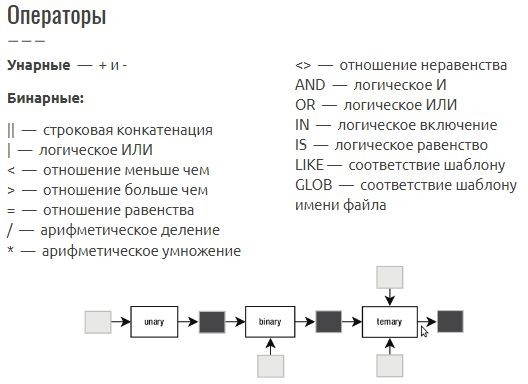 Операторы
Унарные — + и -
Бинарные:
|| — строковая конкатенация
| — логическое ИЛИ
< — отношение меньше чем
> — отношение больше чем
= — отношение равенства
/ — арифметическое деление
* — арифметическое умножение
<> — отношение неравенства
AND — логическое И
OR — логическое ИЛИ
IN — логическое включение
IS — логическое равенство
LIKE — соответствие шаблону
GLOB — соответствие шаблону
имени файла
unary
binary
ternary